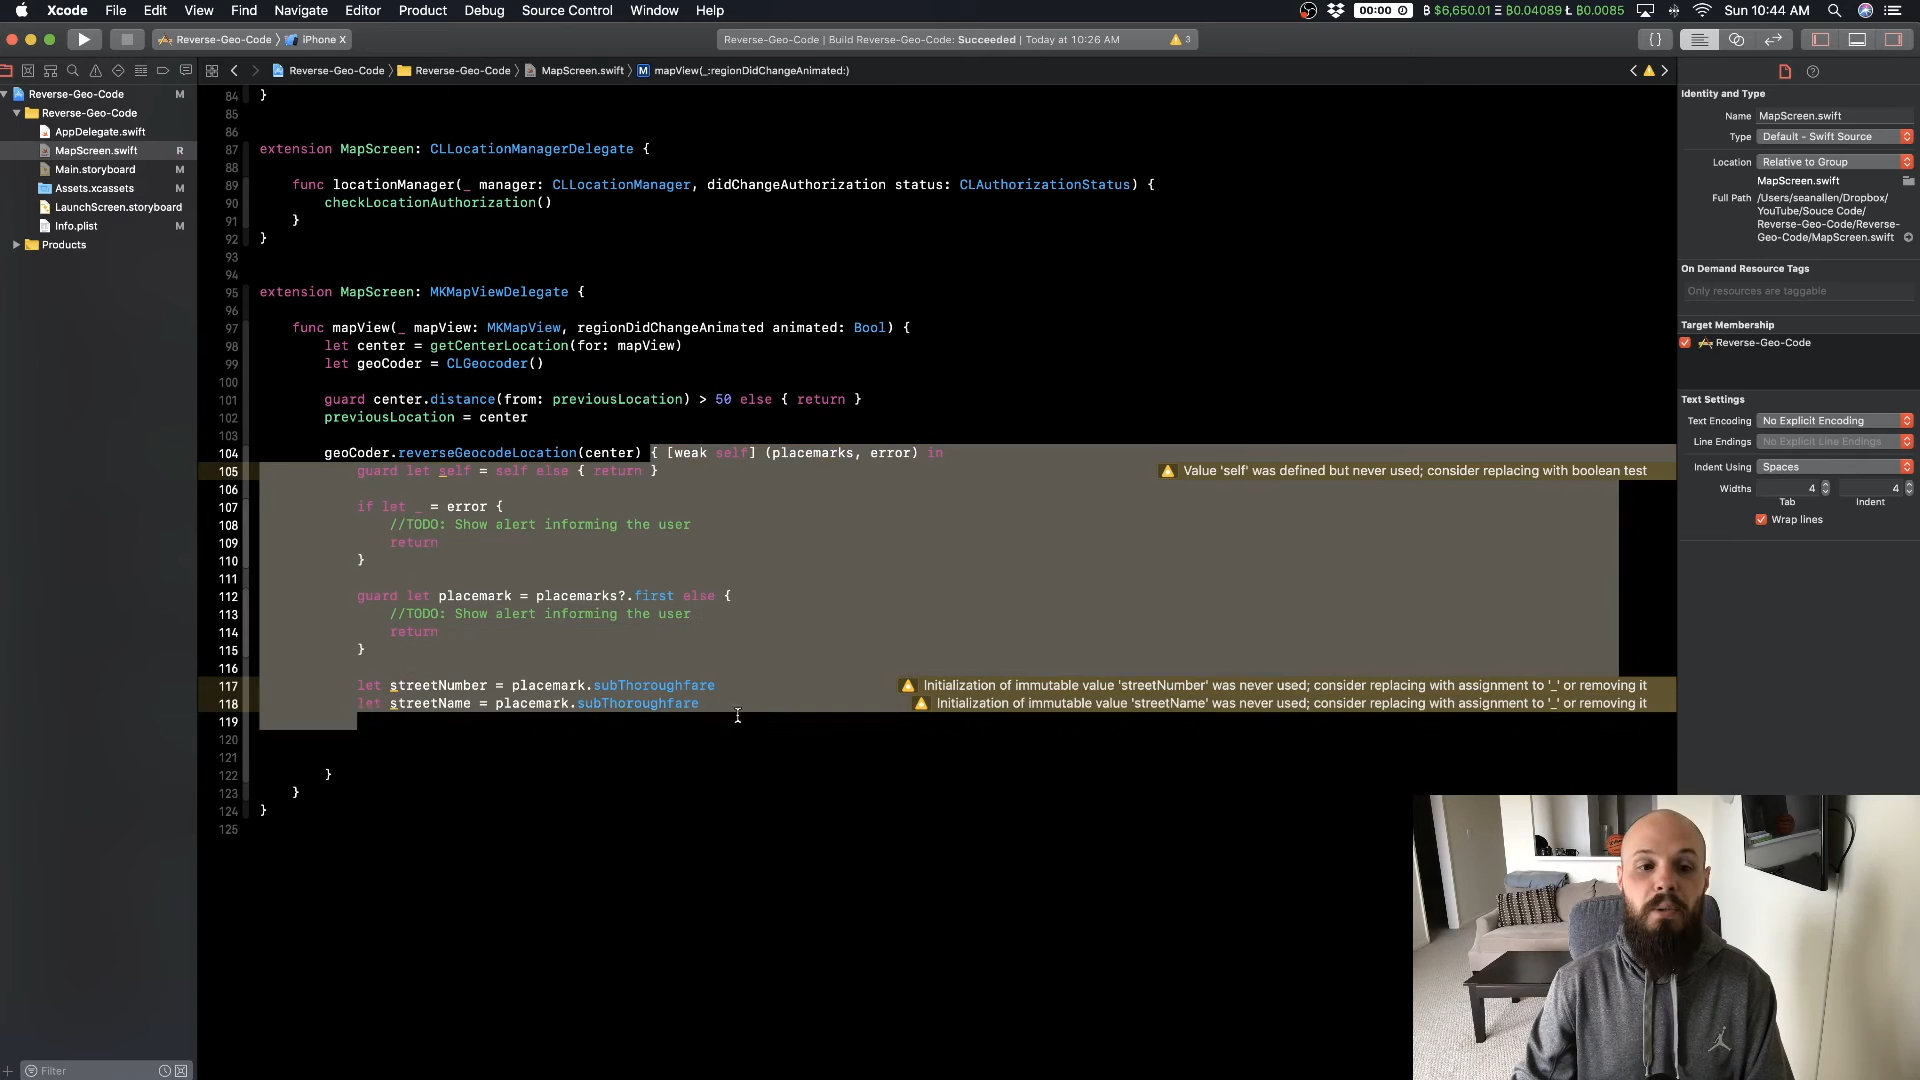 Xcode File Edit View Find Navigate Editor Product Debug Source Control Window Help
00:00 ฿ $6,650.01 Ξ ฿0.04089 Ł ฿0.0085 Sun 10:44 AM
Reverse-Geo-Code iPhone X
Reverse-Geo-Code | Build Reverse-Geo-Code: Succeeded | Today at 10:26 AM 3
Reverse-Geo-Code Reverse-Geo-Code MapScreen.swift M mapView(_:regionDidChangeAnimated:)
Reverse-Geo-Code M
Reverse-Geo-Code
AppDelegate.swift
MapScreen.swift R
Main.storyboard M
Assets.xcassets M
LaunchScreen.storyboard
Info.plist M
Products
Filter
84 }
85
86
87 extension MapScreen: CLLocationManagerDelegate {
88
89 func locationManager(_ manager: CLLocationManager, didChangeAuthorization status: CLAuthorizationStatus) {
90 checkLocationAuthorization()
91 }
92 }
93
94
95 extension MapScreen: MKMapViewDelegate {
96
97 func mapView(_ mapView: MKMapView, regionDidChangeAnimated animated: Bool) {
98 let center = getCenterLocation(for: mapView)
99 let geoCoder = CLGeocoder()
100
101 guard center.distance(from: previousLocation) > 50 else { return }
102 previousLocation = center
103
104 geoCoder.reverseGeocodeLocation(center) { [weak self] (placemarks, error) in
105 guard let self = self else { return } Value 'self' was defined but never used; consider replacing with boolean test
106
107 if let _ = error {
108 //TODO: Show alert informing the user
109 return
110 }
111
112 guard let placemark = placemarks?.first else {
113 //TODO: Show alert informing the user
114 return
115 }
116
117 let streetNumber = placemark.subThoroughfare Initialization of immutable value 'streetNumber' was never used; consider replacing with assignment to '_' or removing it
118 let streetName = placemark.subThoroughfare Initialization of immutable value 'streetName' was never used; consider replacing with assignment to '_' or removing it
119
120
121
122 }
123 }
124 }
125
Identity and Type
Name MapScreen.swift
Type Default - Swift Source
Location Relative to Group
MapScreen.swift
Full Path /Users/seanallen/Dropbox/
YouTube/Souce Code/
Reverse-Geo-Code/Reverse-
Geo-Code/MapScreen.swift
On Demand Resource Tags
Only resources are taggable
Target Membership
Reverse-Geo-Code
Text Settings
Text Encoding No Explicit Encoding
Line Endings No Explicit Line Endings
Indent Using Spaces
Widths 4 4
Tab Indent
Wrap lines